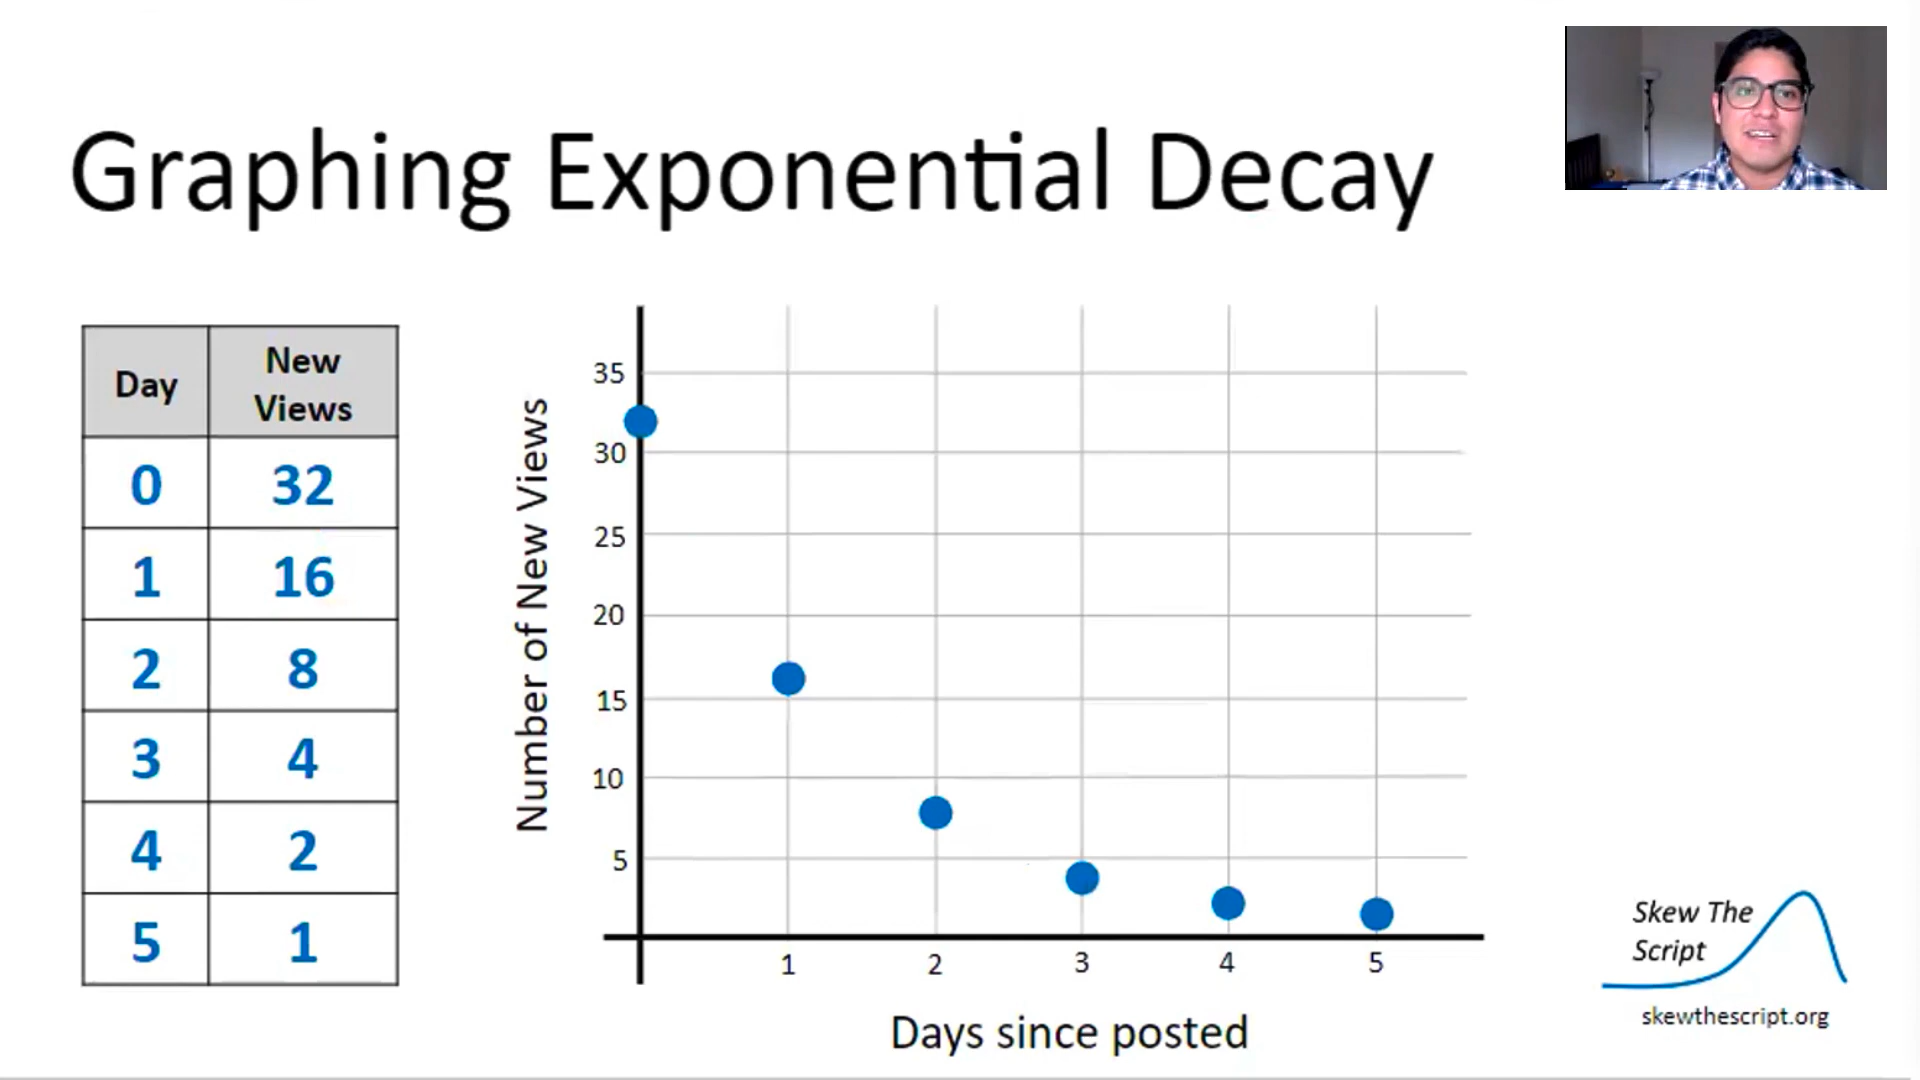 Graphing Exponential Decay
Day
New
Views
0 32
1 16
2 8
3 4
4 2
5 1
Number of New Views
35
30
25
20
15
10
5
1 2 3 4 5
Days since posted
Skew The
Script
skewthescript.org